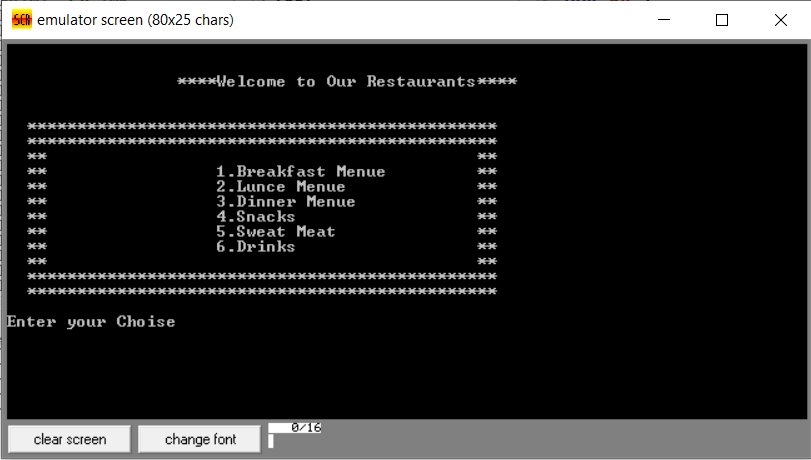 SCR emulator screen (80x25 chars)
****Welcome to Our Restaurants****
***********************************************
***********************************************
** **
** 1.Breakfast Menue **
** 2.Lunce Menue **
** 3.Dinner Menue **
** 4.Snacks **
** 5.Sweat Meat **
** 6.Drinks **
** **
***********************************************
***********************************************
Enter your Choise
clear screen change font 0/16